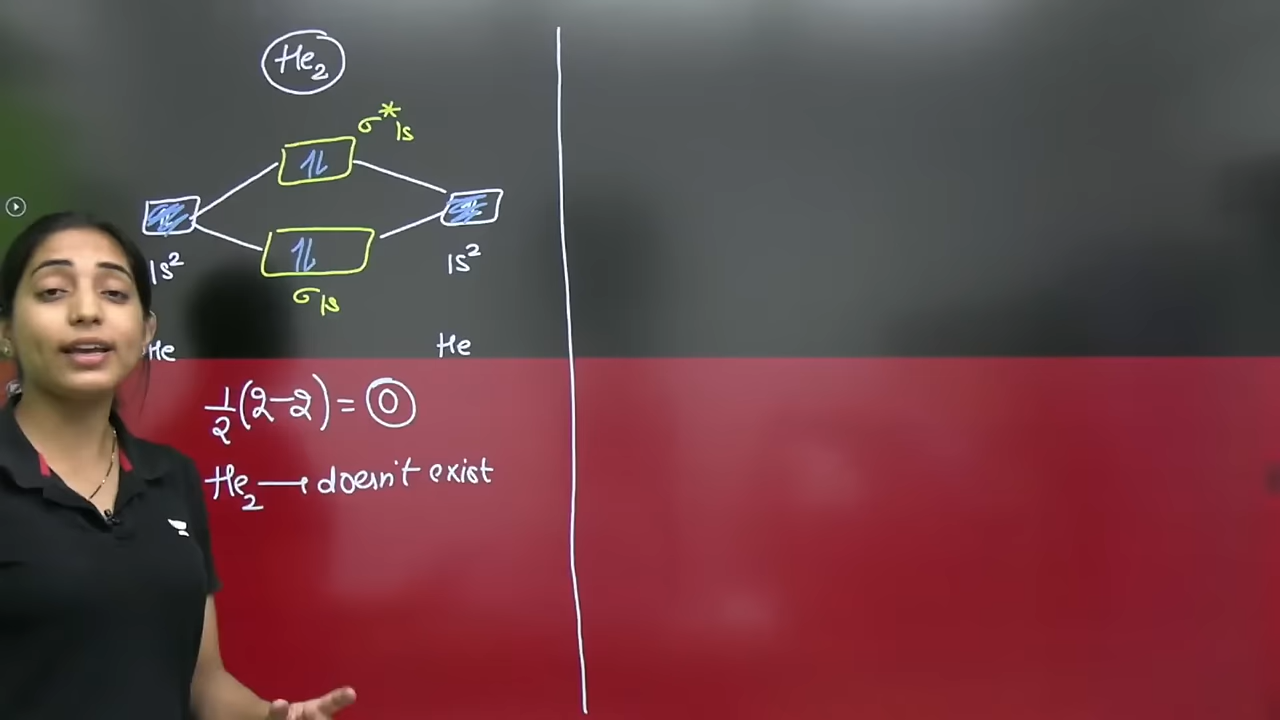 He₂
σ*1s
1s²
1s²
σ1s
He
He
1/2(2-2) = 0
He₂ → doesn't exist